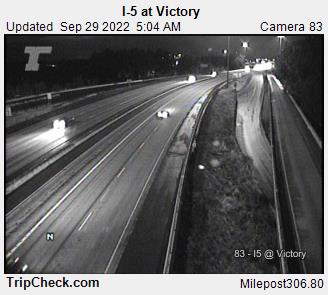 I-5 at Victory
Updated Sep 29 2022 5:04 AM Camera 83
T
N
83 - I5 @ Victory
TripCheck.com Milepost306.80